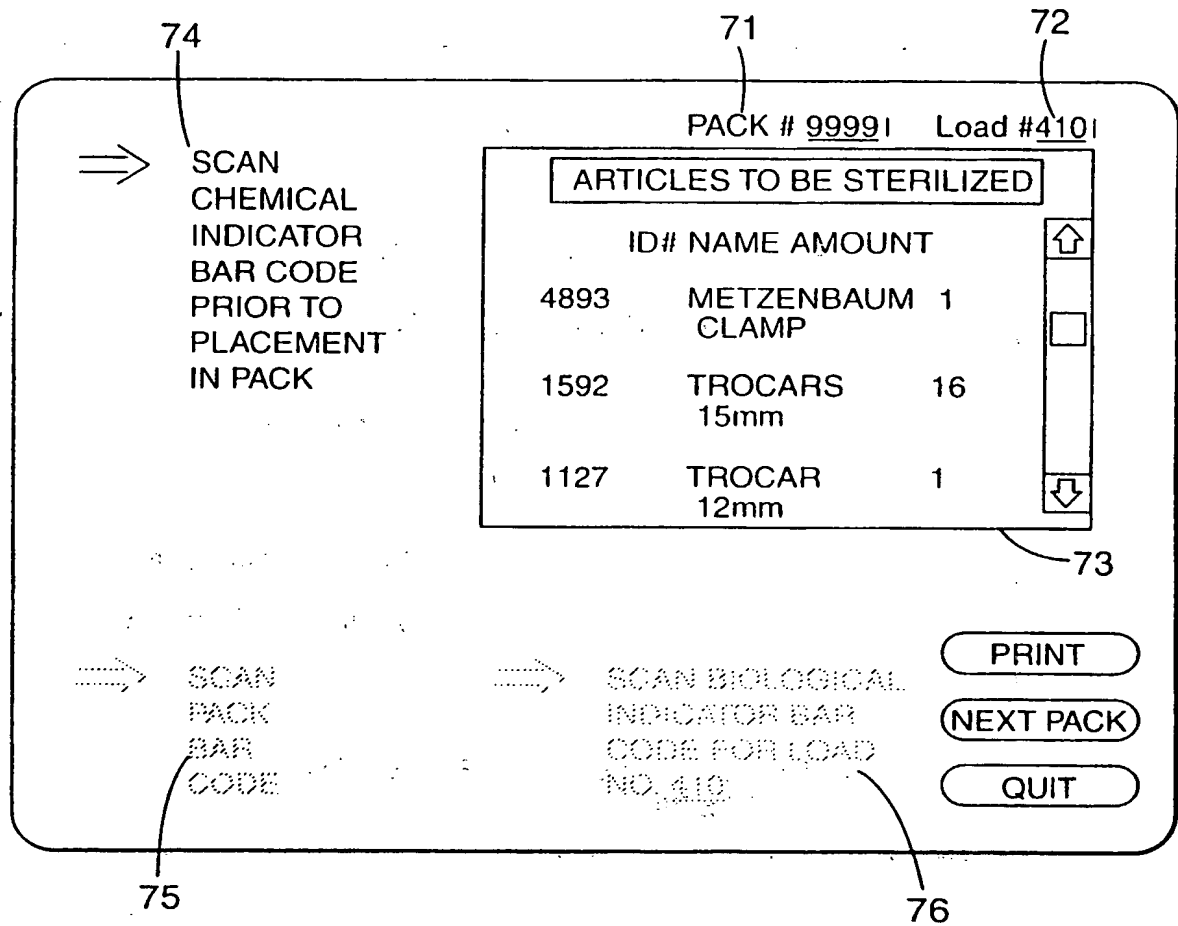 74
71
72
PACK # 9999 Load #410
SCAN
CHEMICAL
INDICATOR
BAR CODE
PRIOR TO
PLACEMENT
IN PACK
ARTICLES TO BE STERILIZED
ID# NAME AMOUNT
4893 METZENBAUM 1
CLAMP
1592 TROCARS 16
15mm
1127 TROCAR 1
12mm
73
SCAN
PACK
BAR
CODE
SCAN BIOLOGICAL
INDICATOR BAR
CODE FOR LOAD
NO. 410
PRINT
NEXT PACK
QUIT
75
76